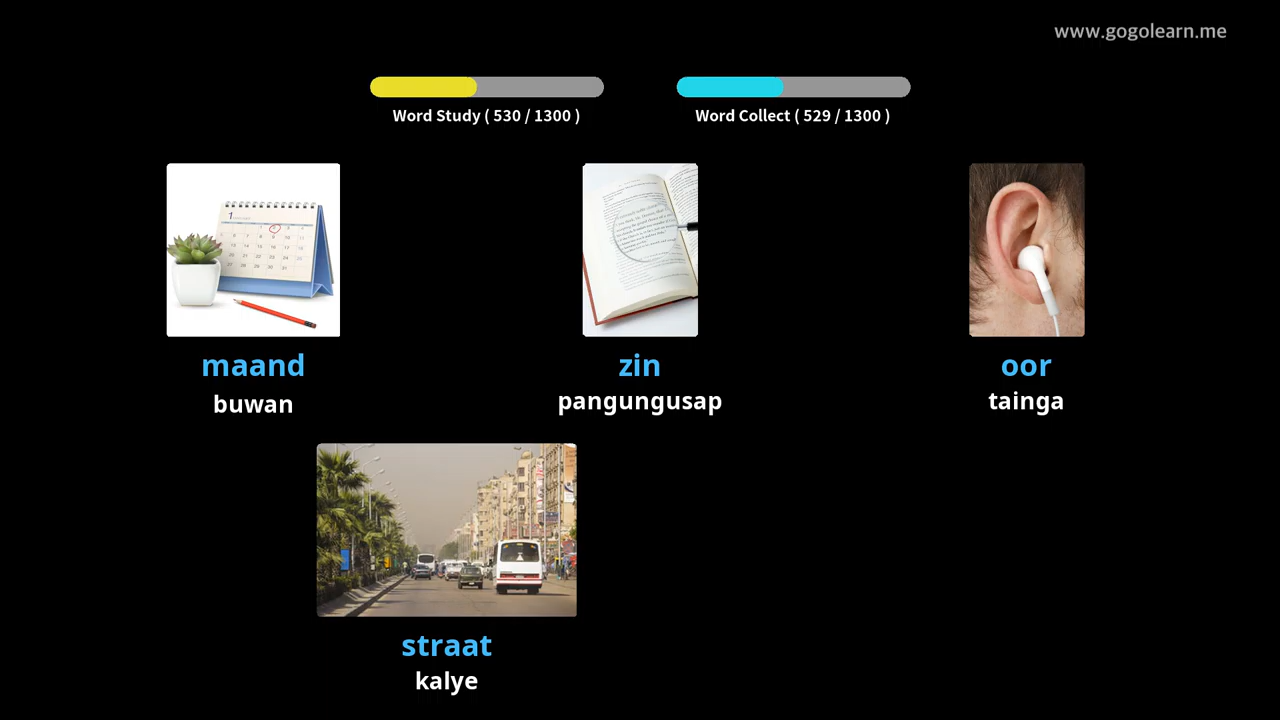 www.gogolearn.me
Word Study ( 530 / 1300 )
Word Collect ( 529 / 1300 )
maand
buwan
zin
pangungusap
oor
tainga
straat
kalye